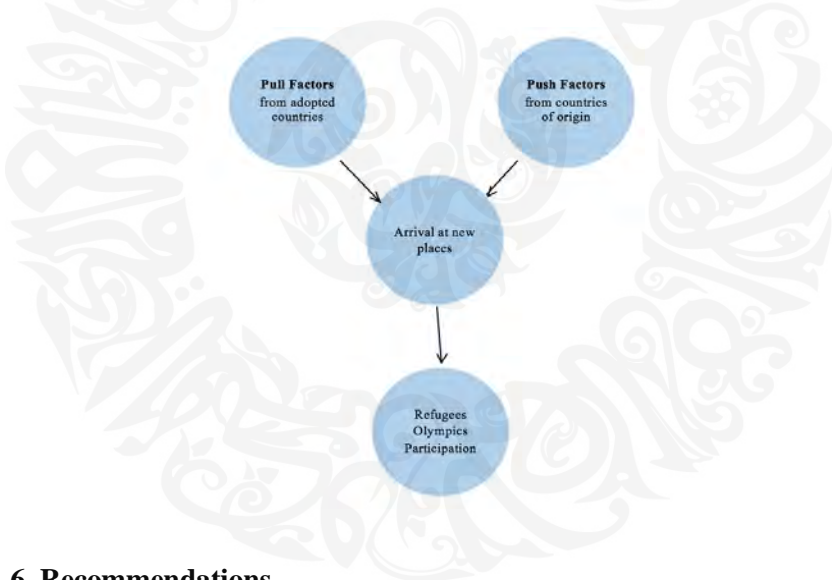 Pull Factors
from adopted
countries
Push Factors
from countries
of origin
Arrival at new
places
Refugees
Olympics
Participation
6. Recommendations